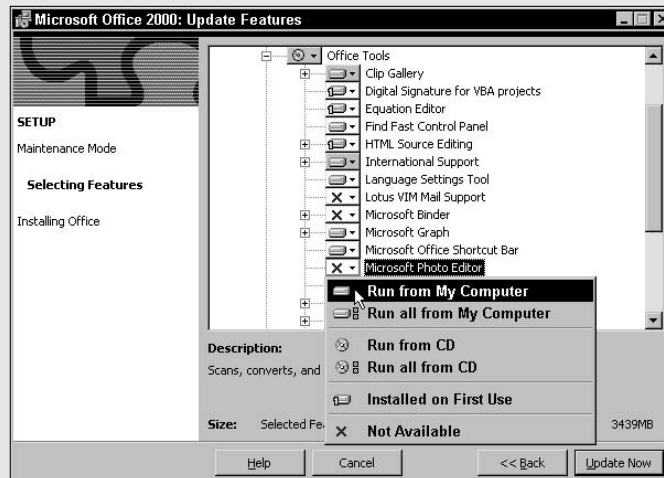 Microsoft Office 2000: Update Features
SETUP
Maintenance Mode
Selecting Features
Installing Office
Office Tools
Clip Gallery
Digital Signature for VBA projects
Equation Editor
Find Fast Control Panel
HTML Source Editing
International Support
Language Settings Tool
Lotus VIM Mail Support
Microsoft Binder
Microsoft Graph
Microsoft Office Shortcut Bar
Microsoft Photo Editor
Run from My Computer
Run all from My Computer
Run from CD
Run all from CD
Installed on First Use
Not Available
Description:
Scans, converts, and
Size: Selected Fe 3439MB
Help Cancel << Back Update Now